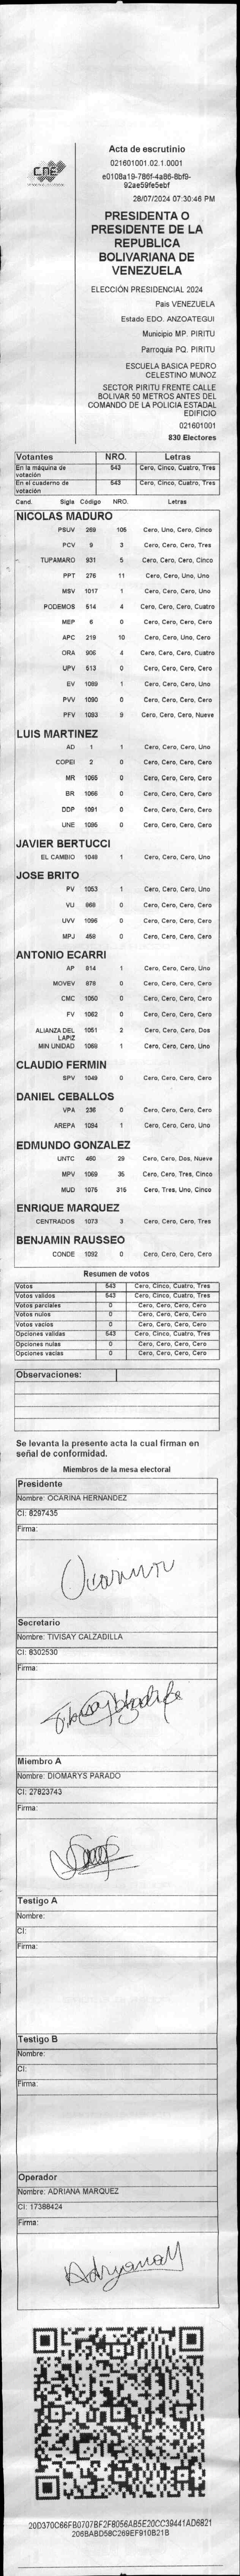 CNE
Acta de escrutinio
021601001.02.1.0001
e0108a19-786f-4a86-8bf9-
92ae59fe5ebf
28/07/2024 07:30:46 PM
PRESIDENTA O
PRESIDENTE DE LA
REPUBLICA
BOLIVARIANA DE
VENEZUELA
ELECCIÓN PRESIDENCIAL 2024
Pais VENEZUELA
Estado EDO. ANZOATEGUI
Municipio MP. PIRITU
Parroquia PQ. PIRITU
ESCUELA BASICA PEDRO
CELESTINO MUNOZ
SECTOR PIRITU FRENTE CALLE
BOLIVAR 50 METROS ANTES DEL
COMANDO DE LA POLICIA ESTADAL
EDIFICIO
021601001
830 Electores
Votantes NRO. Letras
En la máquina de votación 543 Cero, Cinco, Cuatro, Tres
En el cuaderno de votación 543 Cero, Cinco, Cuatro, Tres
Cand. Sigla Código NRO. Letras
NICOLAS MADURO
PSUV 269 105 Cero, Uno, Cero, Cinco
PCV 9 3 Cero, Cero, Cero, Tres
TUPAMARO 931 5 Cero, Cero, Cero, Cinco
PPT 276 11 Cero, Cero, Uno, Uno
MSV 1017 1 Cero, Cero, Cero, Uno
PODEMOS 514 4 Cero, Cero, Cero, Cuatro
MEP 6 0 Cero, Cero, Cero, Cero
APC 219 10 Cero, Cero, Uno, Cero
ORA 906 4 Cero, Cero, Cero, Cuatro
UPV 513 0 Cero, Cero, Cero, Cero
EV 1089 1 Cero, Cero, Cero, Uno
PVV 1090 0 Cero, Cero, Cero, Cero
PFV 1093 9 Cero, Cero, Cero, Nueve
LUIS MARTINEZ
AD 1 1 Cero, Cero, Cero, Uno
COPEI 2 0 Cero, Cero, Cero, Cero
MR 1065 0 Cero, Cero, Cero, Cero
BR 1066 0 Cero, Cero, Cero, Cero
DDP 1091 0 Cero, Cero, Cero, Cero
UNE 1095 0 Cero, Cero, Cero, Cero
JAVIER BERTUCCI
EL CAMBIO 1048 1 Cero, Cero, Cero, Uno
JOSE BRITO
PV 1053 1 Cero, Cero, Cero, Uno
VU 968 0 Cero, Cero, Cero, Cero
UVV 1096 0 Cero, Cero, Cero, Cero
MPJ 458 0 Cero, Cero, Cero, Cero
ANTONIO ECARRI
AP 814 1 Cero, Cero, Cero, Uno
MOVEV 878 0 Cero, Cero, Cero, Cero
CMC 1050 0 Cero, Cero, Cero, Cero
FV 1062 0 Cero, Cero, Cero, Cero
ALIANZA DEL LAPIZ 1051 2 Cero, Cero, Cero, Dos
MIN UNIDAD 1058 1 Cero, Cero, Cero, Uno
CLAUDIO FERMIN
SPV 1049 0 Cero, Cero, Cero, Cero
DANIEL CEBALLOS
VPA 236 0 Cero, Cero, Cero, Cero
AREPA 1094 1 Cero, Cero, Cero, Uno
EDMUNDO GONZALEZ
UNTC 460 29 Cero, Cero, Dos, Nueve
MPV 1069 35 Cero, Cero, Tres, Cinco
MUD 1075 315 Cero, Tres, Uno, Cinco
ENRIQUE MARQUEZ
CENTRADOS 1073 3 Cero, Cero, Cero, Tres
BENJAMIN RAUSSEO
CONDE 1092 0 Cero, Cero, Cero, Cero
Resumen de votos
Votos 543 Cero, Cinco, Cuatro, Tres
Votos validos 543 Cero, Cinco, Cuatro, Tres
Votos parciales 0 Cero, Cero, Cero, Cero
Votos nulos 0 Cero, Cero, Cero, Cero
Votos vacios 0 Cero, Cero, Cero, Cero
Opciones validas 543 Cero, Cinco, Cuatro, Tres
Opciones nulas 0 Cero, Cero, Cero, Cero
Opciones vacias 0 Cero, Cero, Cero, Cero
Observaciones:
Se levanta la presente acta la cual firman en
señal de conformidad.
Miembros de la mesa electoral
Presidente
Nombre: OCARINA HERNANDEZ
CI: 8297435
Firma:
Secretario
Nombre: TIVISAY CALZADILLA
CI: 8302530
Firma:
Miembro A
Nombre: DIOMARYS PARADO
CI: 27823743
Firma:
Testigo A
Nombre:
CI:
Firma:
Testigo B
Nombre:
CI:
Firma:
Operador
Nombre: ADRIANA MARQUEZ
CI: 17388424
Firma:
20D370C66FB0707BF2F8056AB5E20CC39441AD6821
206BABD58C269EF910B21B